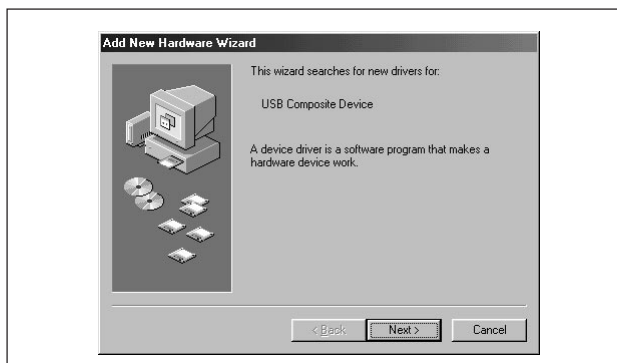 Add New Hardware Wizard
This wizard searches for new drivers for:
USB Composite Device
A device driver is a software program that makes a
hardware device work.
< Back
Next >
Cancel